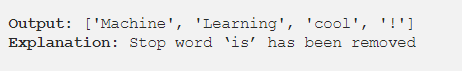 Output: ['Machine', 'Learning', 'cool', '!']
Explanation: Stop word ‘is’ has been removed